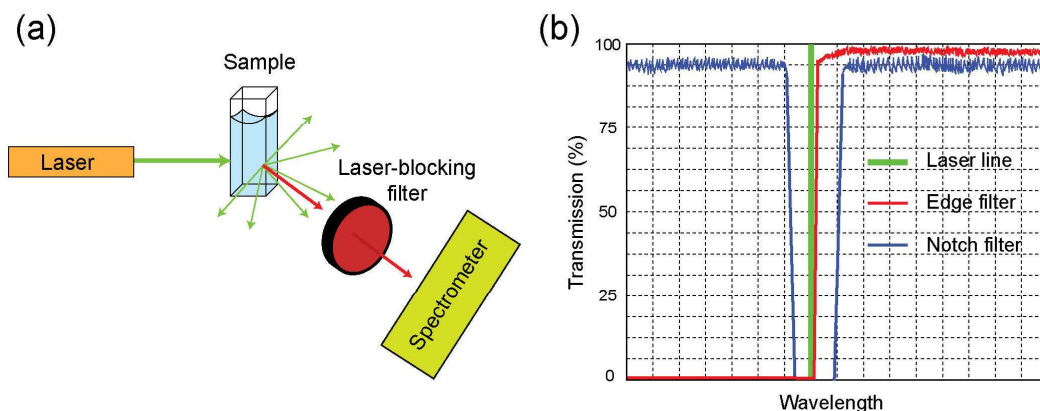 (a)
Sample
Laser
Laser-blocking
filter
Spectrometer
(b)
100
75
50
25
0
Transmission (%)
Laser line
Edge filter
Notch filter
Wavelength